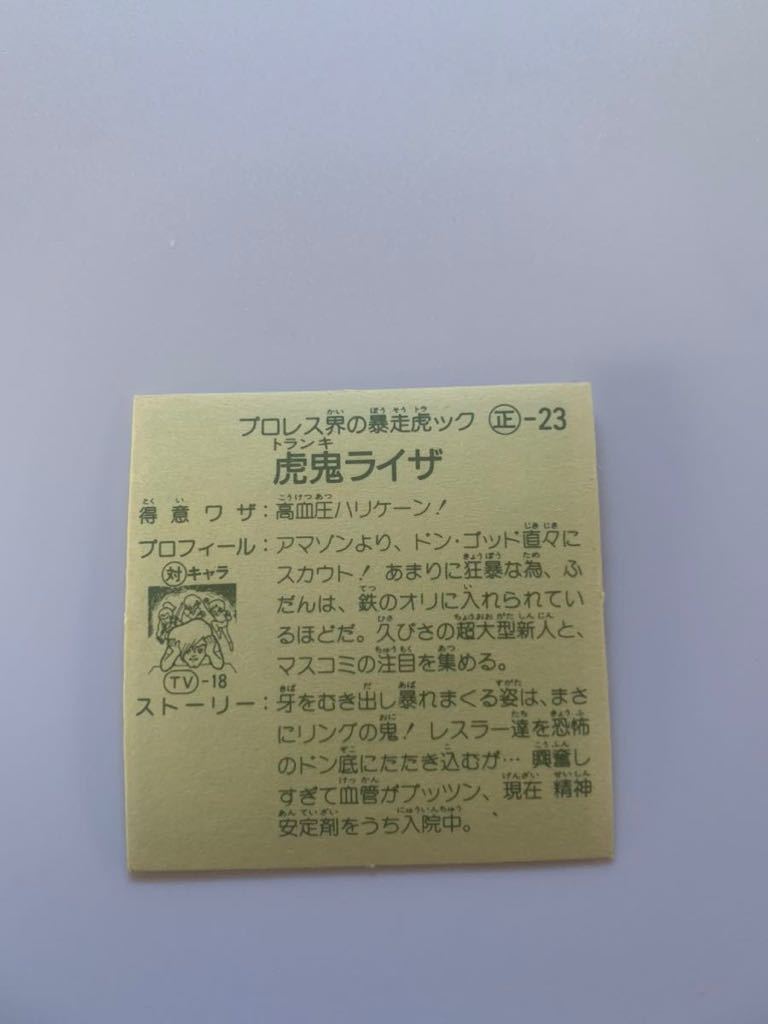 プロレス界の暴走虎ック ㊣-23
虎鬼ライザ
得意ワザ：高血圧ハリケーン！
プロフィール：アマゾンより、ドン・ゴッド直々に
スカウト！ あまりに狂暴な為、ふ
だんは、鉄のオリに入れられてい
るほどだ。久びさの超大型新人と、
マスコミの注目を集める。
対キャラ
TV-18
ストーリー：牙をむき出し暴れまくる姿は、まさ
にリングの鬼！ レスラー達を恐怖
のドン底にたたき込むが… 興奮し
すぎて血管がプッツン、現在 精神
安定剤をうち入院中。